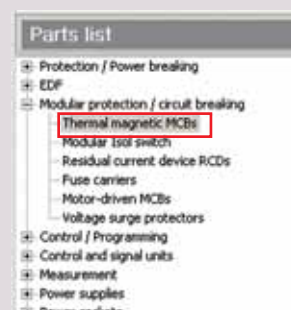 Parts list
Protection / Power breaking
EDF
Modular protection / circuit breaking
Thermal magnetic MCBs
Modular Isol switch
Residual current device RCDs
Fuse carriers
Motor-driven MCBs
Voltage surge protectors
Control / Programming
Control and signal units
Measurement
Power supplies